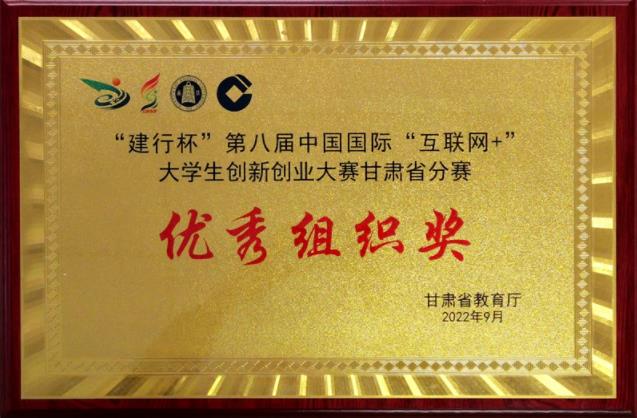 “建行杯”第八届中国国际“互联网+”
大学生创新创业大赛甘肃省分赛
优秀组织奖
甘肃省教育厅
2022年9月